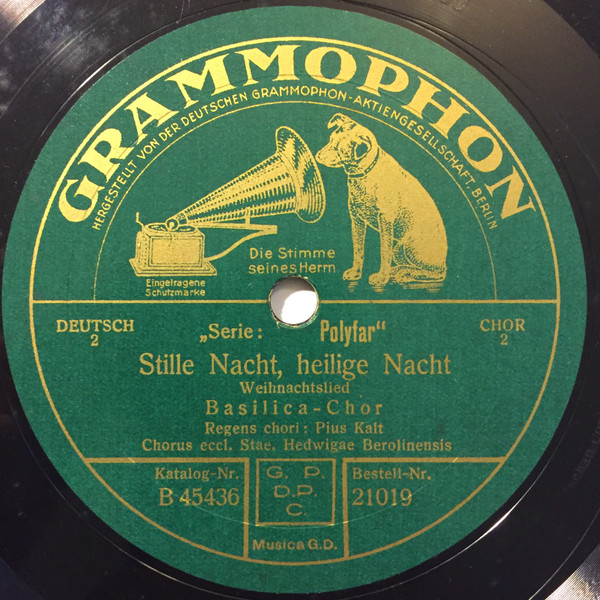 GRAMMOPHON
HERGESTELLT VON DER DEUTSCHEN GRAMMOPHON-AKTIENGESELLSCHAFT, BERLIN
Die Stimme
seines Herrn
Eingetragene
Schutzmarke
DEUTSCH
2
„Serie: Polyfar“
CHOR
2
Stille Nacht, heilige Nacht
Weihnachtslied
Basilica-Chor
Regens chori: Pius Kalt
Chorus eccl. Stae. Hedwigae Berolinensis
Katalog-Nr.
B 45436
G. P.
D.P.
C.
Bestell-Nr.
21019
Musica G.D.